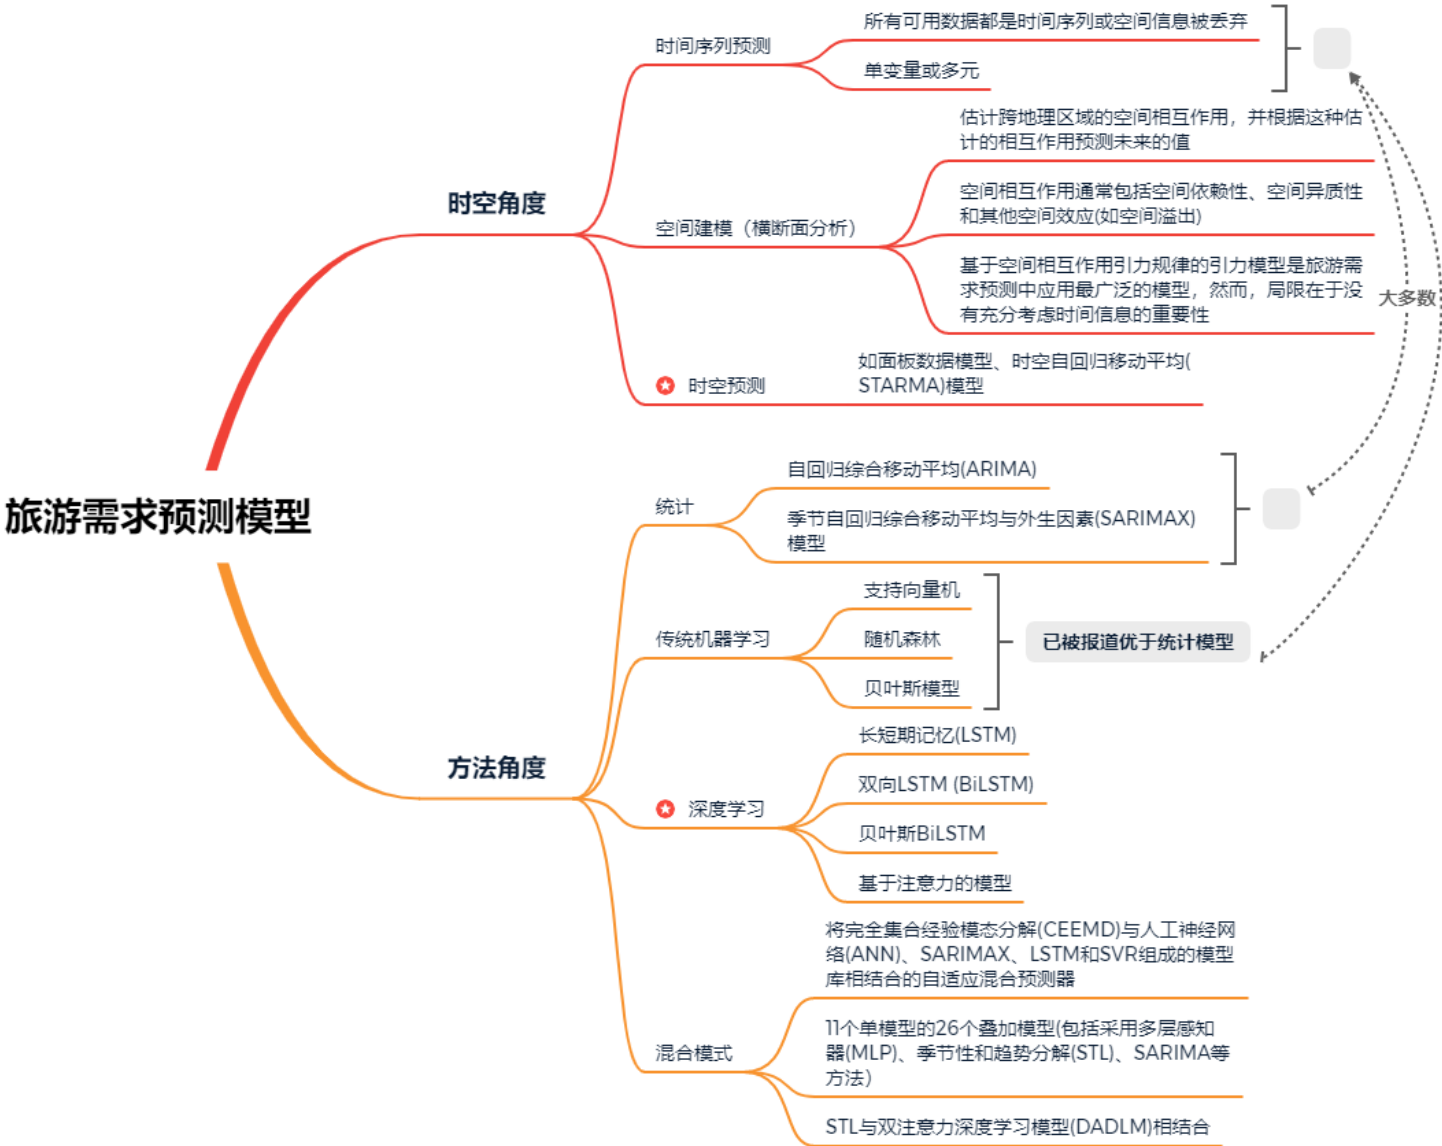 旅游需求预测模型
时空角度
时间序列预测
所有可用数据都是时间序列或空间信息被丢弃
单变量或多元
空间建模（横断面分析）
估计跨地理区域的空间相互作用，并根据这种估
计的相互作用预测未来的值
空间相互作用通常包括空间依赖性、空间异质性
和其他空间效应(如空间溢出)
基于空间相互作用引力规律的引力模型是旅游需
求预测中应用最广泛的模型，然而，局限在于没
有充分考虑时间信息的重要性
时空预测
如面板数据模型、时空自回归移动平均(
STARMA)模型
大多数
方法角度
统计
自回归综合移动平均(ARIMA)
季节自回归综合移动平均与外生因素(SARIMAX)
模型
传统机器学习
支持向量机
随机森林
贝叶斯模型
已被报道优于统计模型
深度学习
长短期记忆(LSTM)
双向LSTM (BiLSTM)
贝叶斯BiLSTM
基于注意力的模型
混合模式
将完全集合经验模态分解(CEEMD)与人工神经网
络(ANN)、SARIMAX、LSTM和SVR组成的模型
库相结合的自适应混合预测器
11个单模型的26个叠加模型(包括采用多层感知
器(MLP)、季节性和趋势分解(STL)、SARIMA等
方法）
STL与双注意力深度学习模型(DADLM)相结合